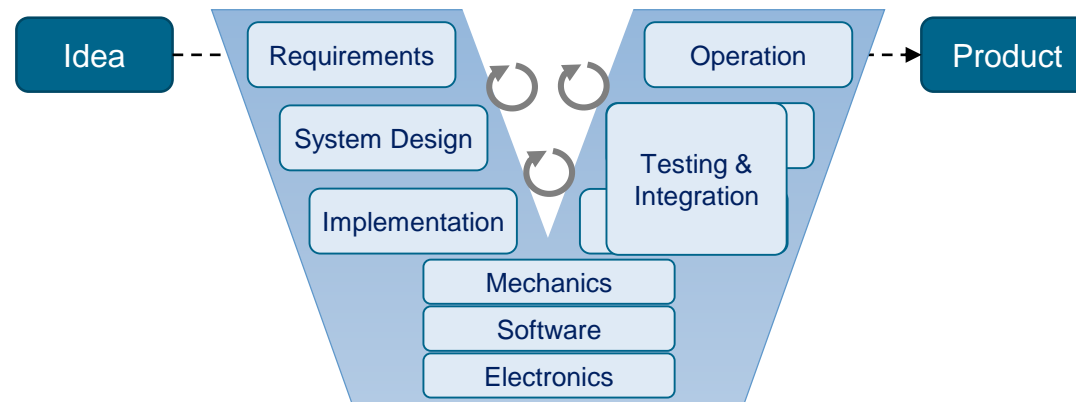 Idea
Requirements
Operation
Product
System Design
Testing &
Integration
Implementation
Mechanics
Software
Electronics